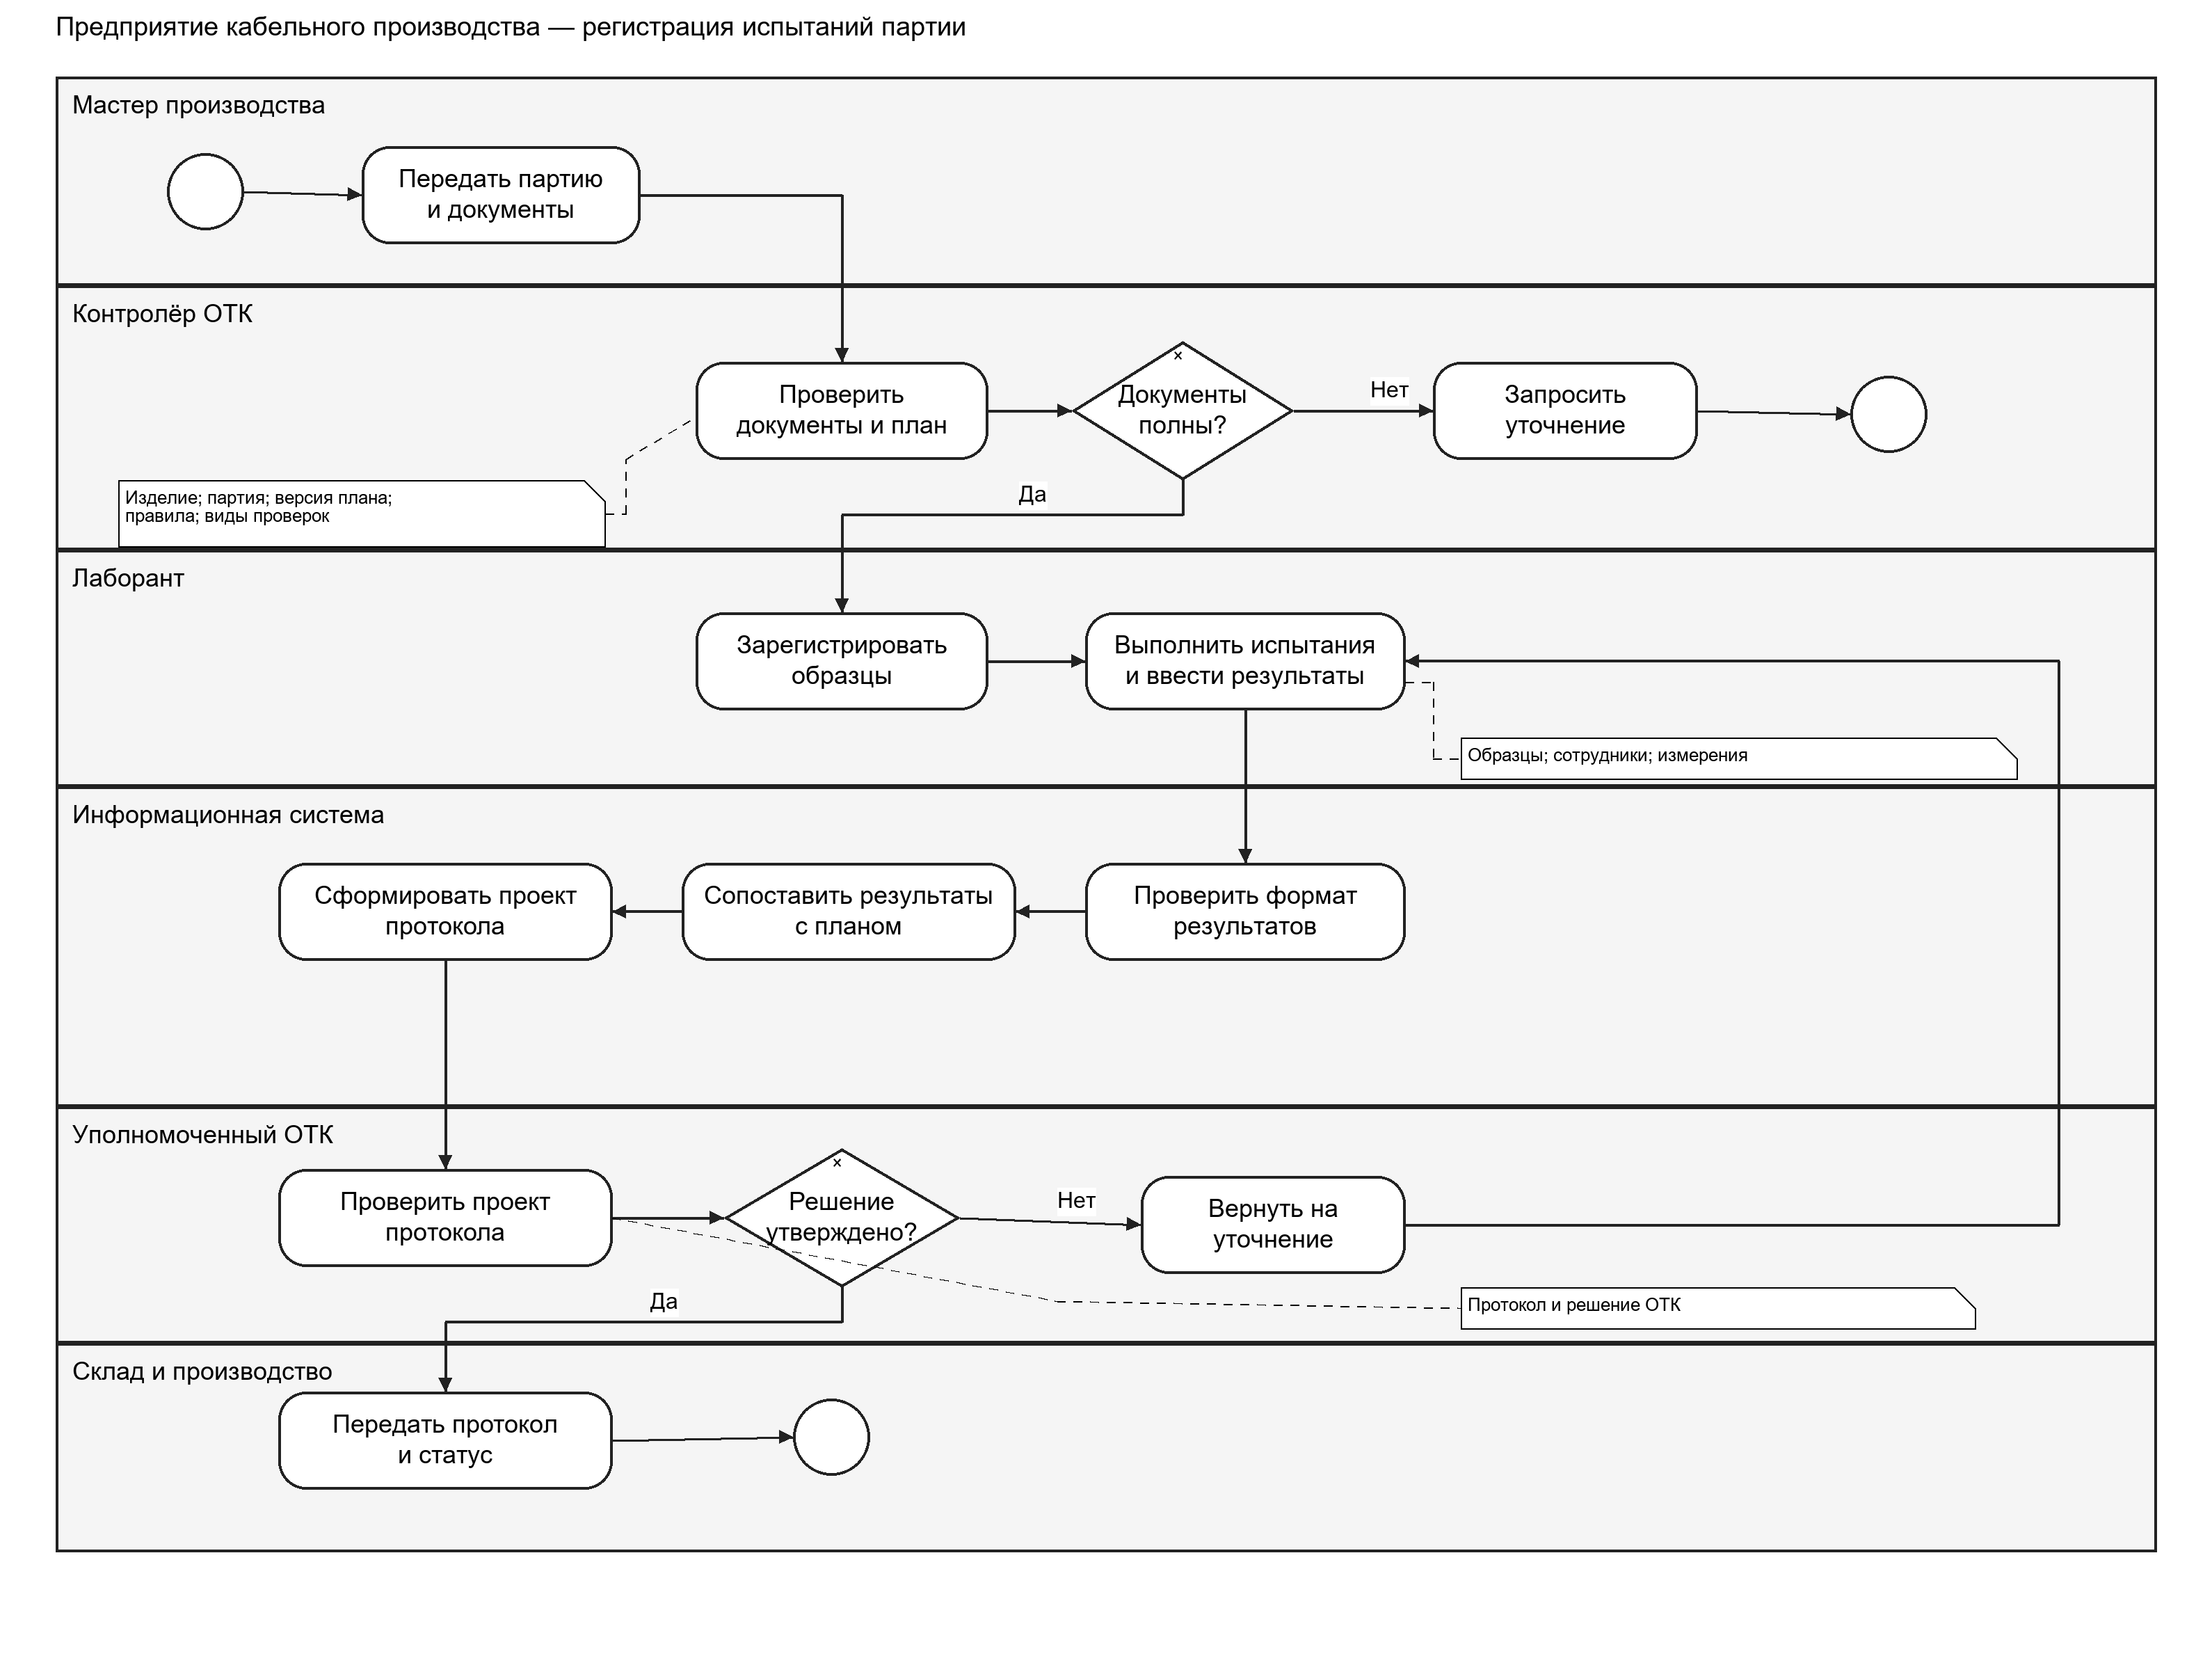 Предприятие кабельного производства — регистрация испытаний партии
Мастер производства
Передать партию
и документы
Контролёр ОТК
Проверить
документы и план
×
Документы
полны?
Нет
Запросить
уточнение
Да
Изделие; партия; версия плана;
правила; виды проверок
Лаборант
Зарегистрировать
образцы
Выполнить испытания
и ввести результаты
Образцы; сотрудники; измерения
Информационная система
Сформировать проект
протокола
Сопоставить результаты
с планом
Проверить формат
результатов
Уполномоченный ОТК
Проверить проект
протокола
×
Решение
утверждено?
Нет
Вернуть на
уточнение
Да
Протокол и решение ОТК
Склад и производство
Передать протокол
и статус